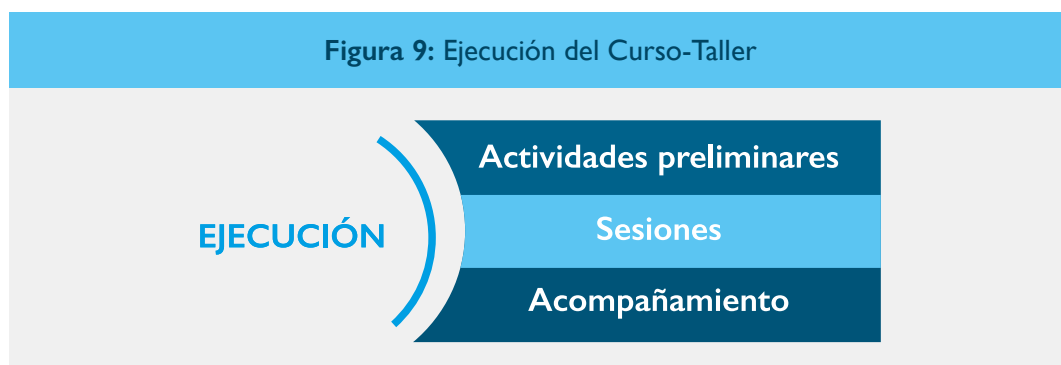 Figura 9: Ejecución del Curso-Taller
EJECUCIÓN
Actividades preliminares
Sesiones
Acompañamiento